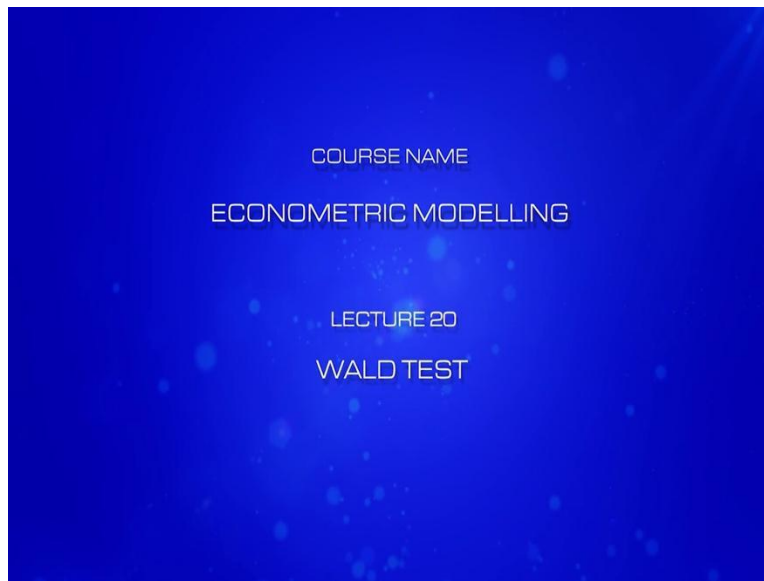 COURSE NAME
ECONOMETRIC MODELLING
LECTURE 20
WALD TEST